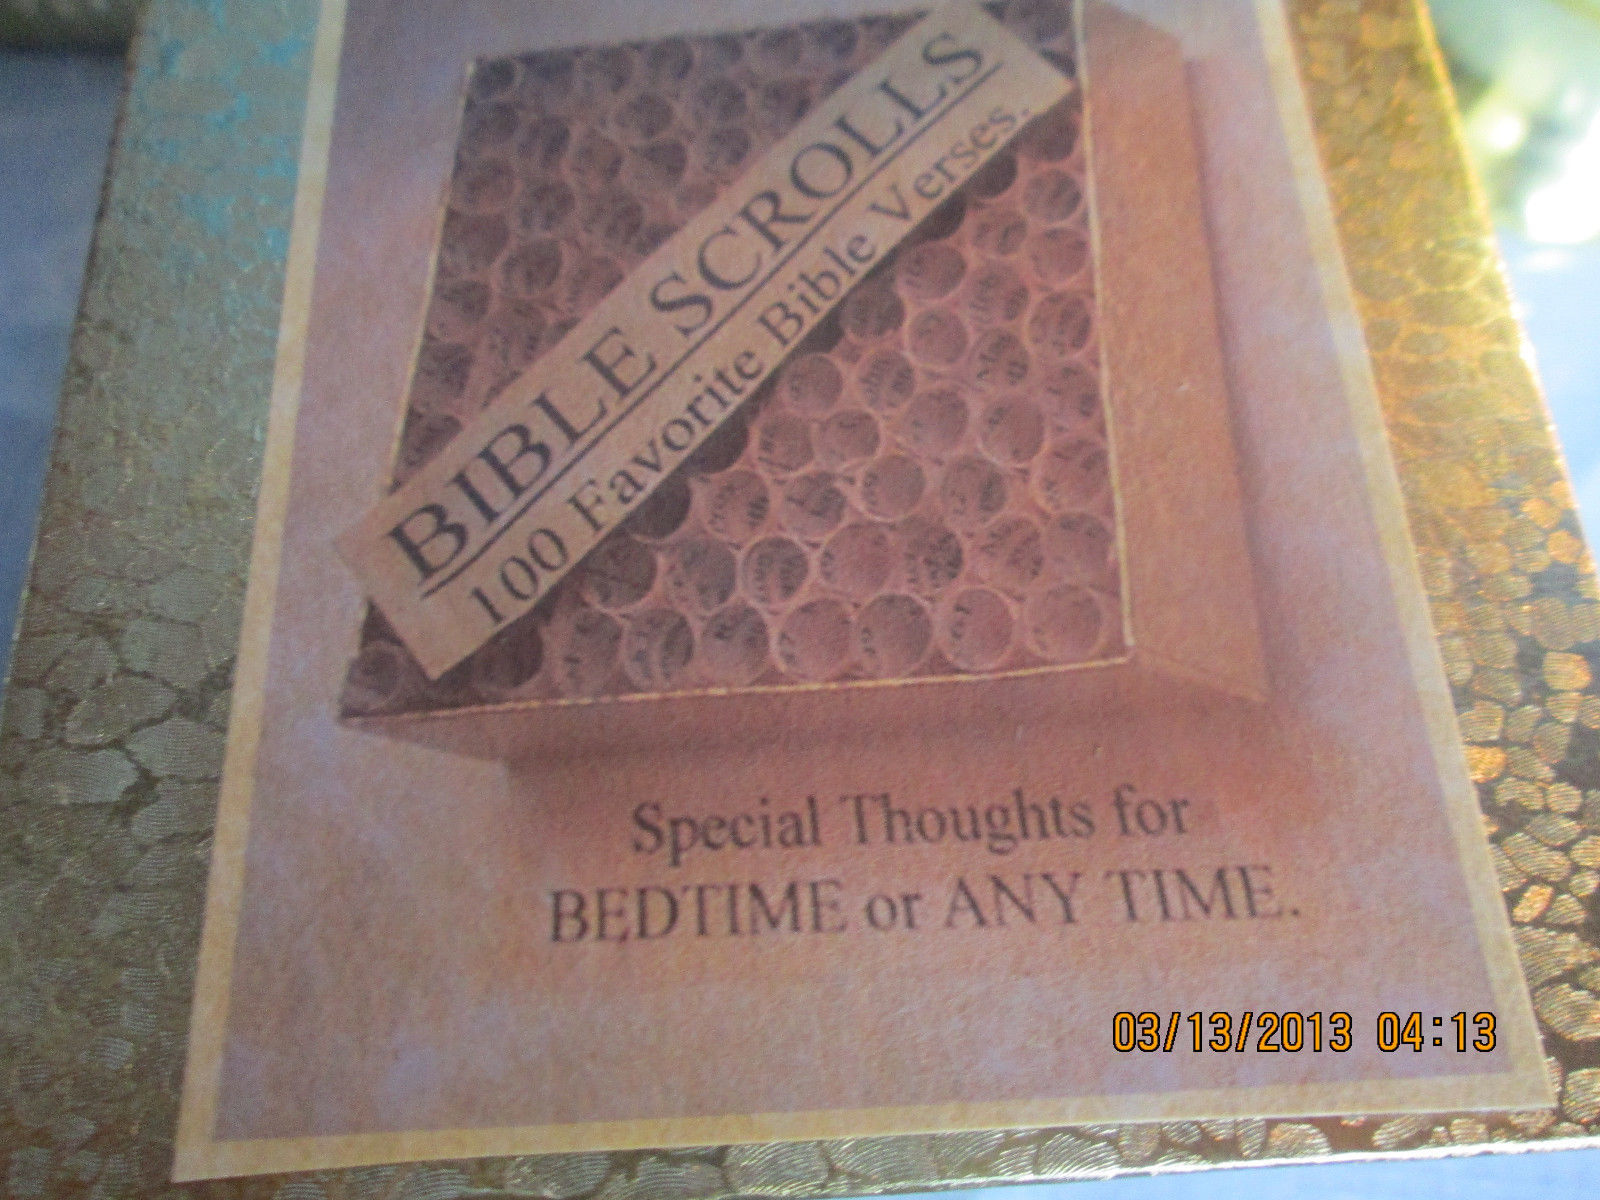 BIBLE SCROLLS
100 Favorite Bible Verses.
Special Thoughts for
BEDTIME or ANY TIME.
03/13/2013 04:13